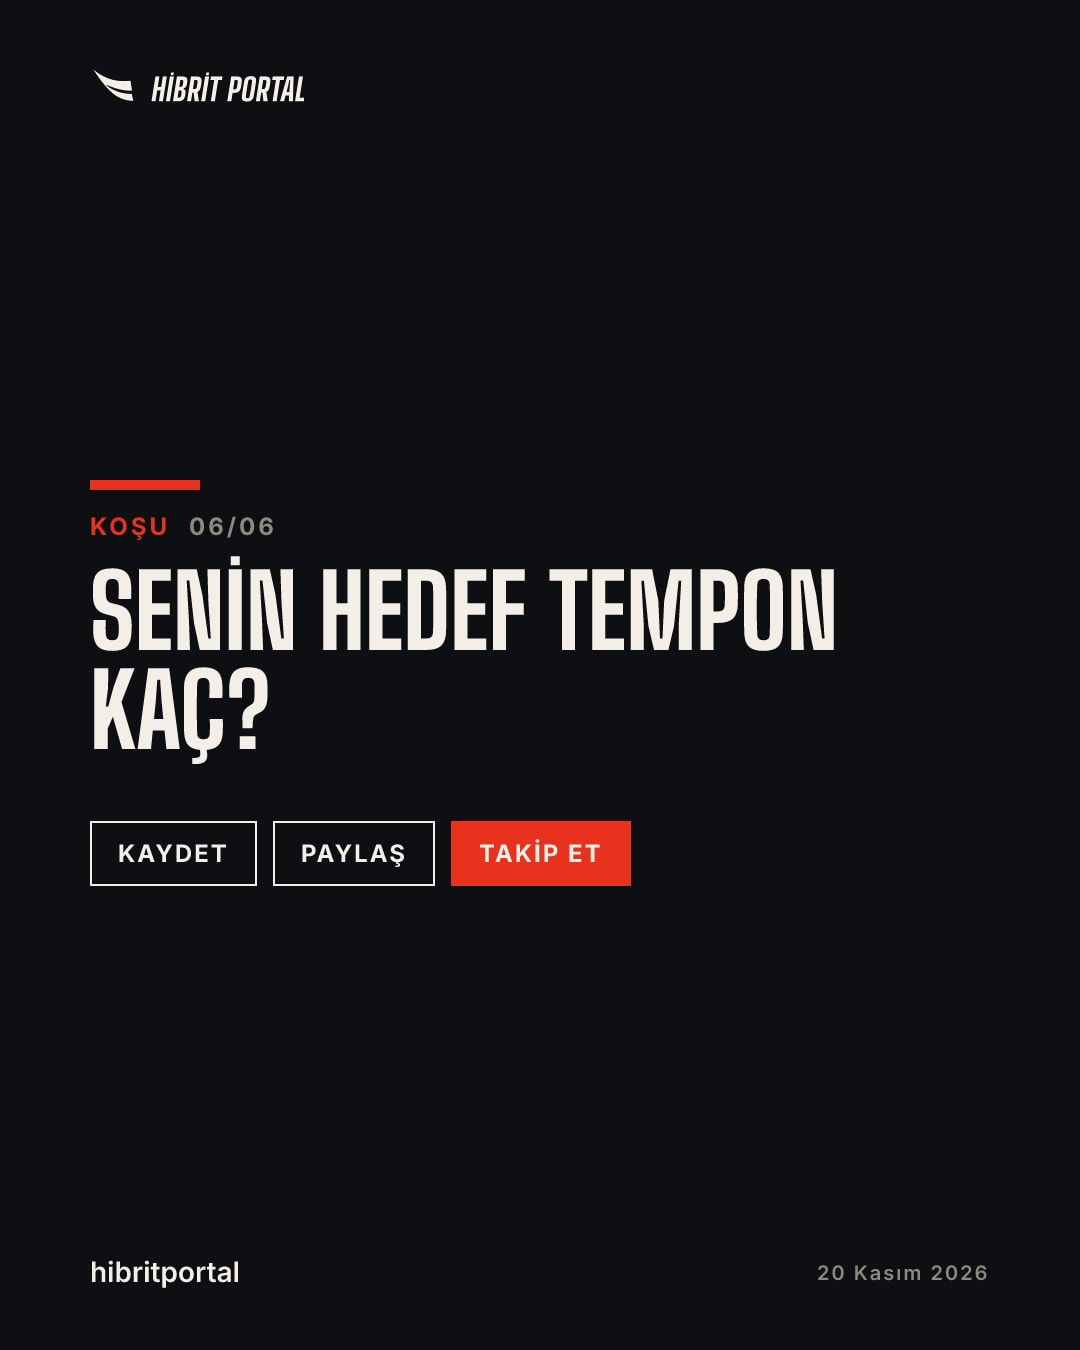 HİBRİT PORTAL
KOŞU 06/06
SENİN HEDEF TEMPON
KAÇ?
KAYDET PAYLAŞ TAKİP ET
hibritportal 20 Kasım 2026